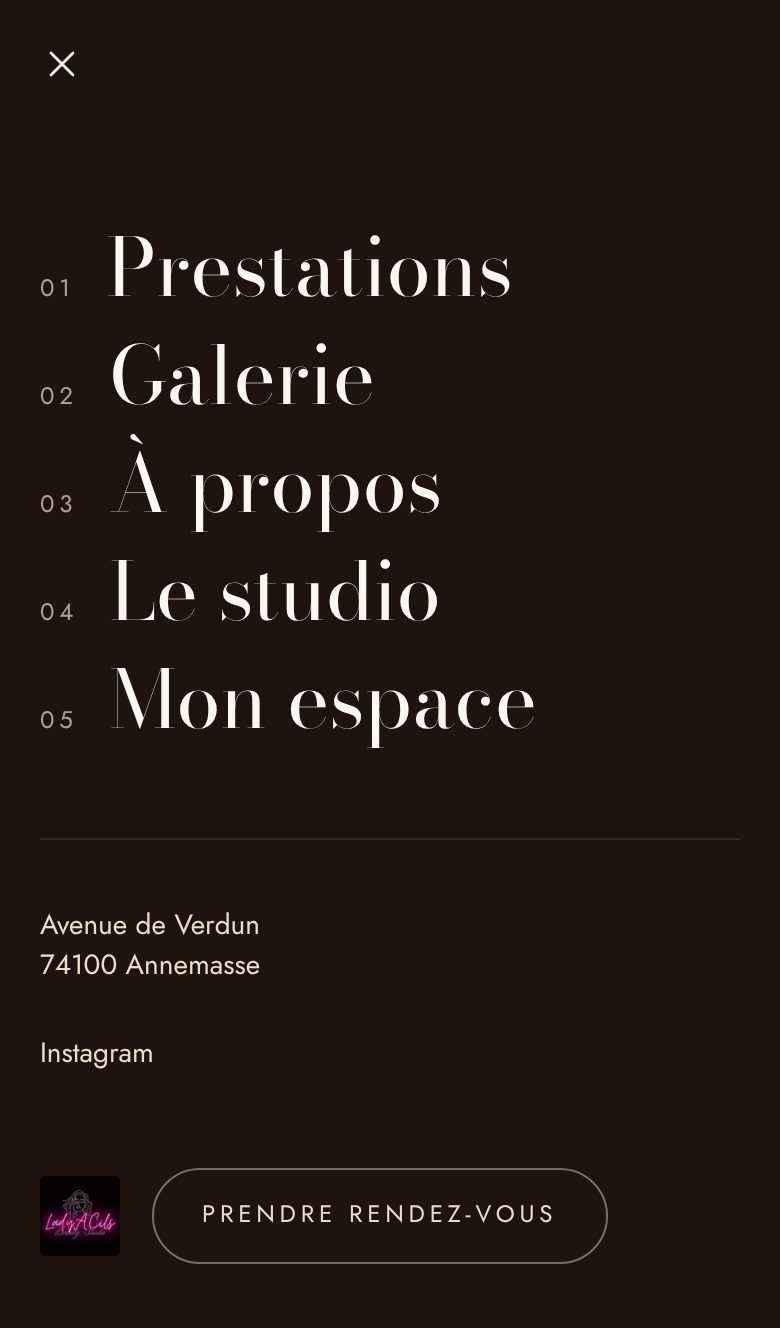 01 Prestations
02 Galerie
03 À propos
04 Le studio
05 Mon espace
Avenue de Verdun
74100 Annemasse
Instagram
LadyACils
PRENDRE RENDEZ-VOUS